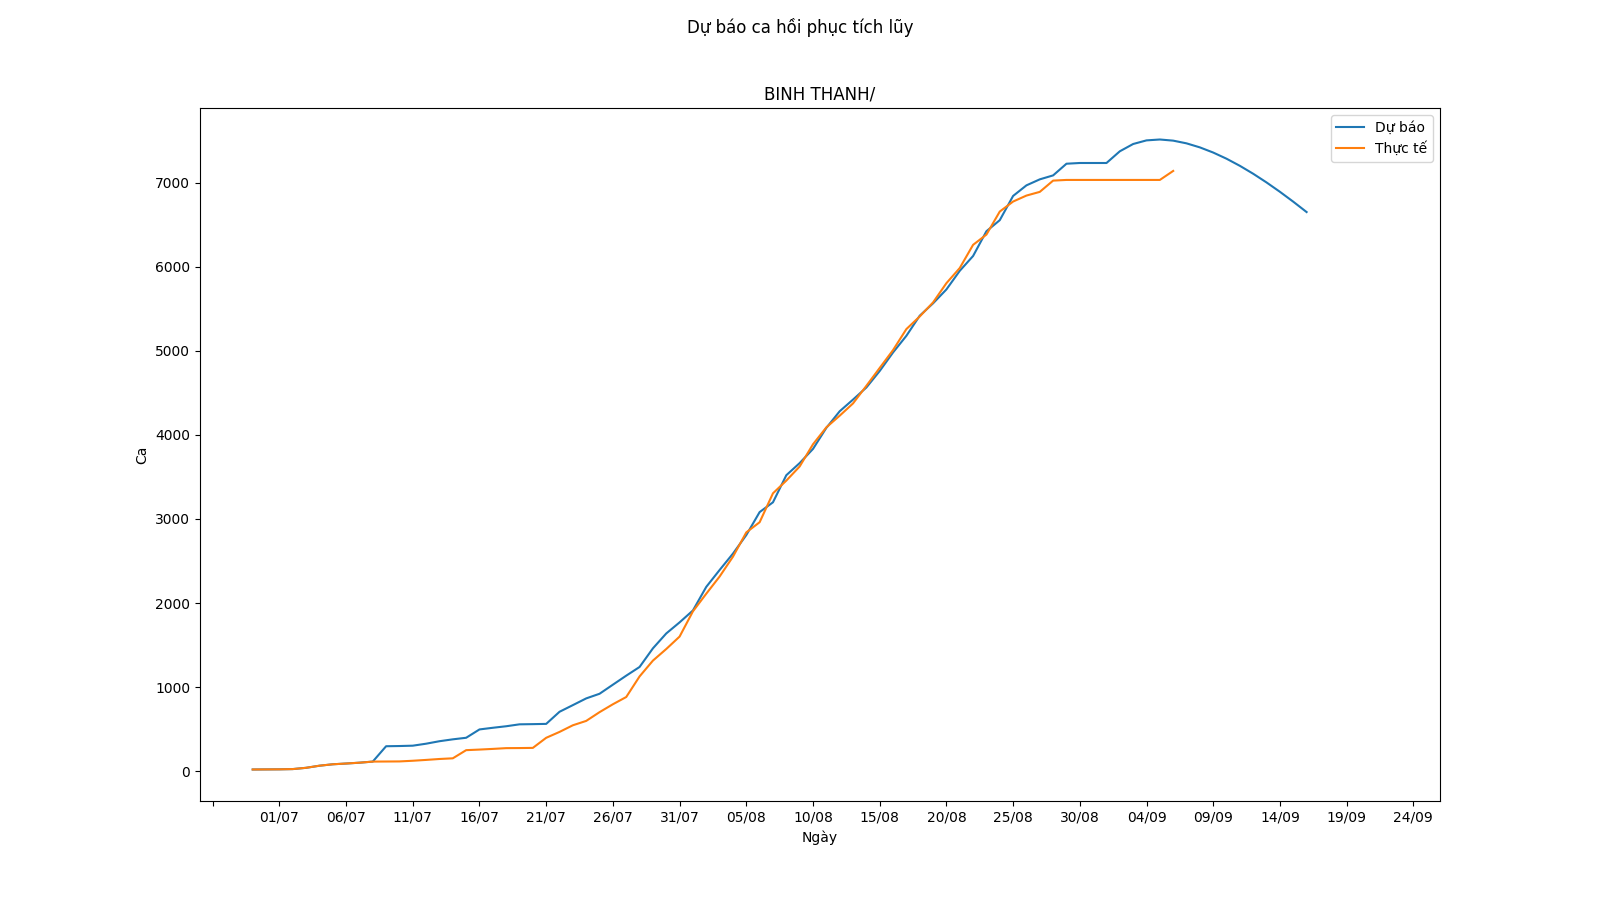 Dự báo ca hồi phục tích lũy
BINH THANH/
Dự báo
Thực tế
7000
6000
5000
4000
3000
2000
1000
0
Ca
01/07 06/07 11/07 16/07 21/07 26/07 31/07 05/08 10/08 15/08 20/08 25/08 30/08 04/09 09/09 14/09 19/09 24/09
Ngày